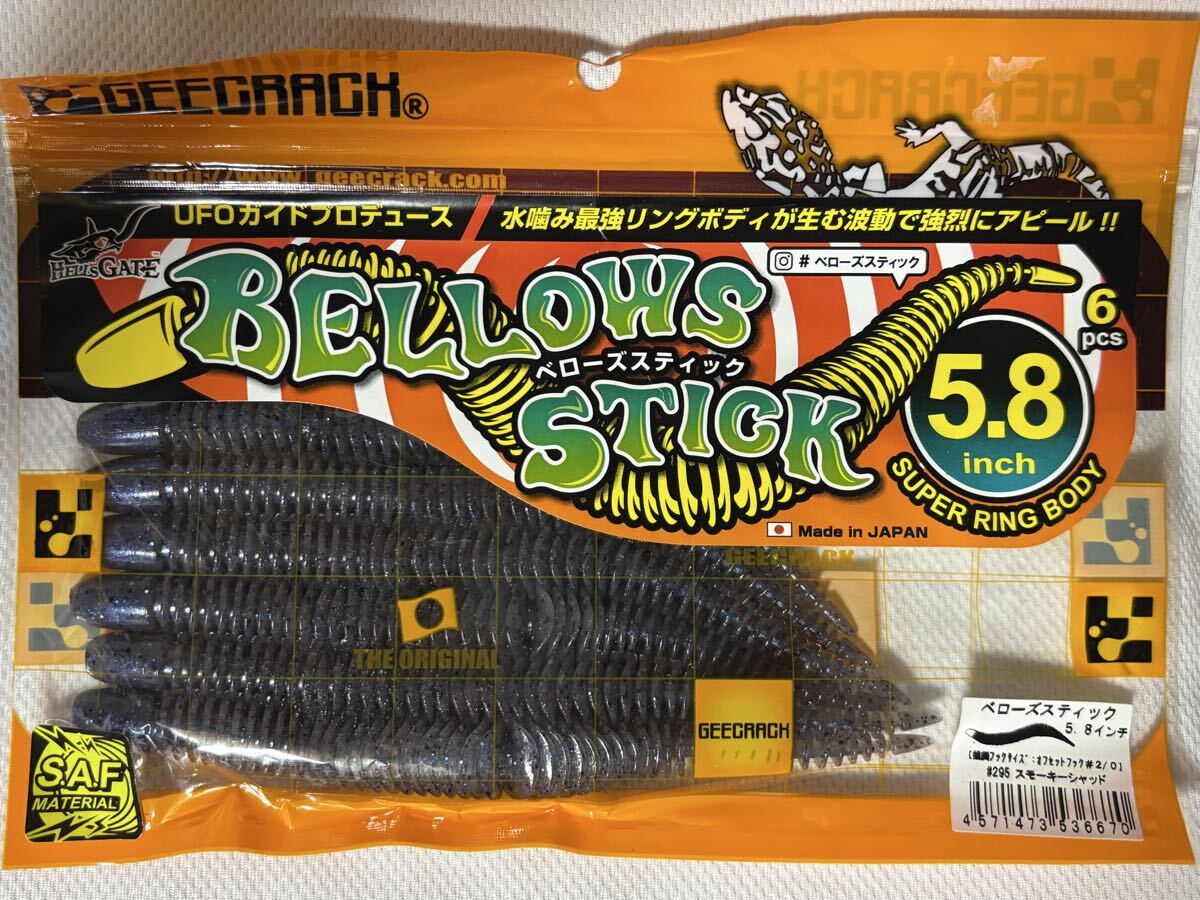 GEECRACK®
http://www.geecrack.com
UFOガイドプロデュース
水噛み最強リングボディが生む波動で強烈にアピール!!
HELL'S GATE™
# ベローズスティック
BELLOWS
ベローズスティック
STICK
6
pcs
5.8
inch
SUPER RING BODY
Made in JAPAN
GEECRACK
THE ORIGINAL
GEECRACK
S.A.F
MATERIAL
ベローズスティック
5.8インチ
フックサイズ:オフセットフック#2/0]
#295 スモーキーシャッド
4571473536670